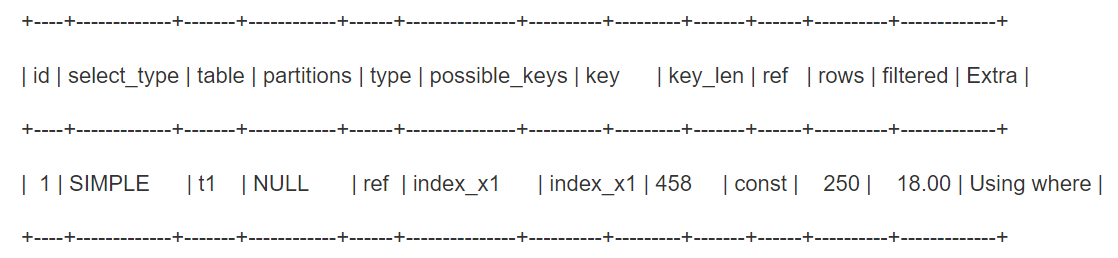 +----+-------------+-------+------------+------+---------------+----------+---------+-------+------+----------+-------------+
| id | select_type | table | partitions | type | possible_keys | key | key_len | ref | rows | filtered | Extra |
+----+-------------+-------+------------+------+---------------+----------+---------+-------+------+----------+-------------+
| 1 | SIMPLE | t1 | NULL | ref | index_x1 | index_x1 | 458 | const | 250 | 18.00 | Using where |
+----+-------------+-------+------------+------+---------------+----------+---------+-------+------+----------+-------------+